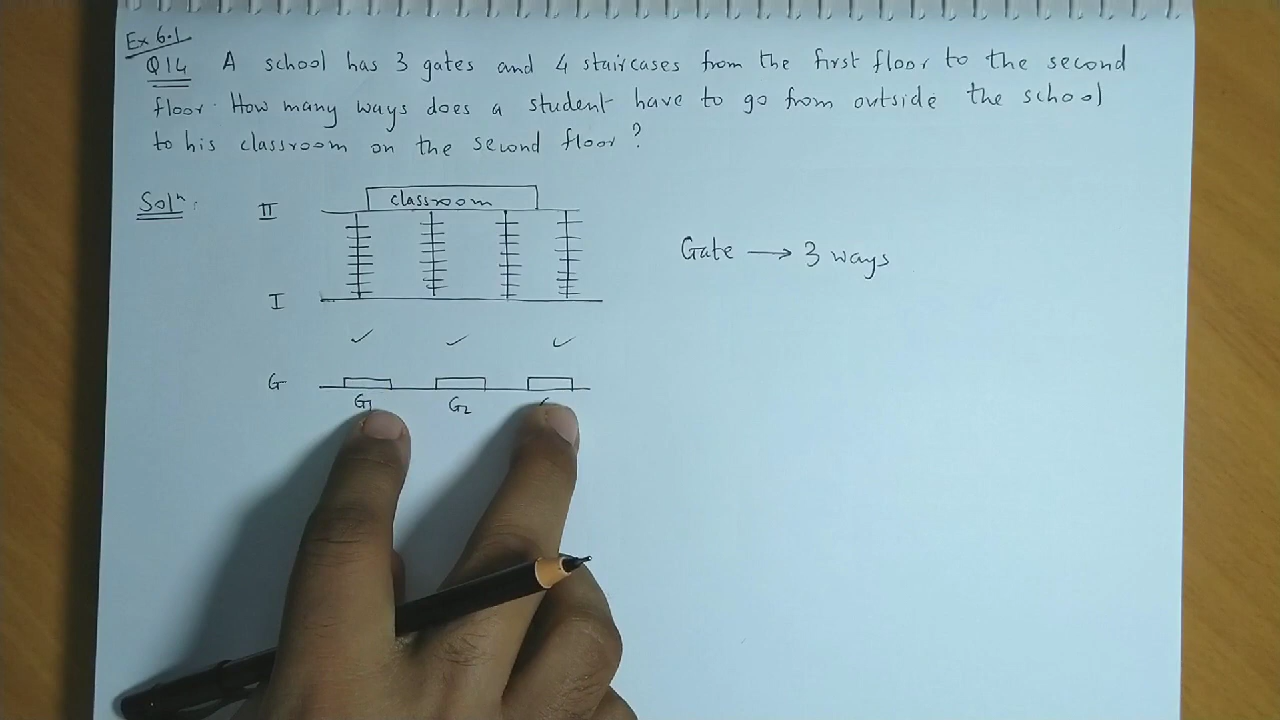 Ex 6.1
Q14 A school has 3 gates and 4 staircases from the first floor to the second
floor. How many ways does a student have to go from outside the school
to his classroom on the second floor?
Solⁿ:
II classroom
Gate → 3 ways
I
G
G₁ G₂